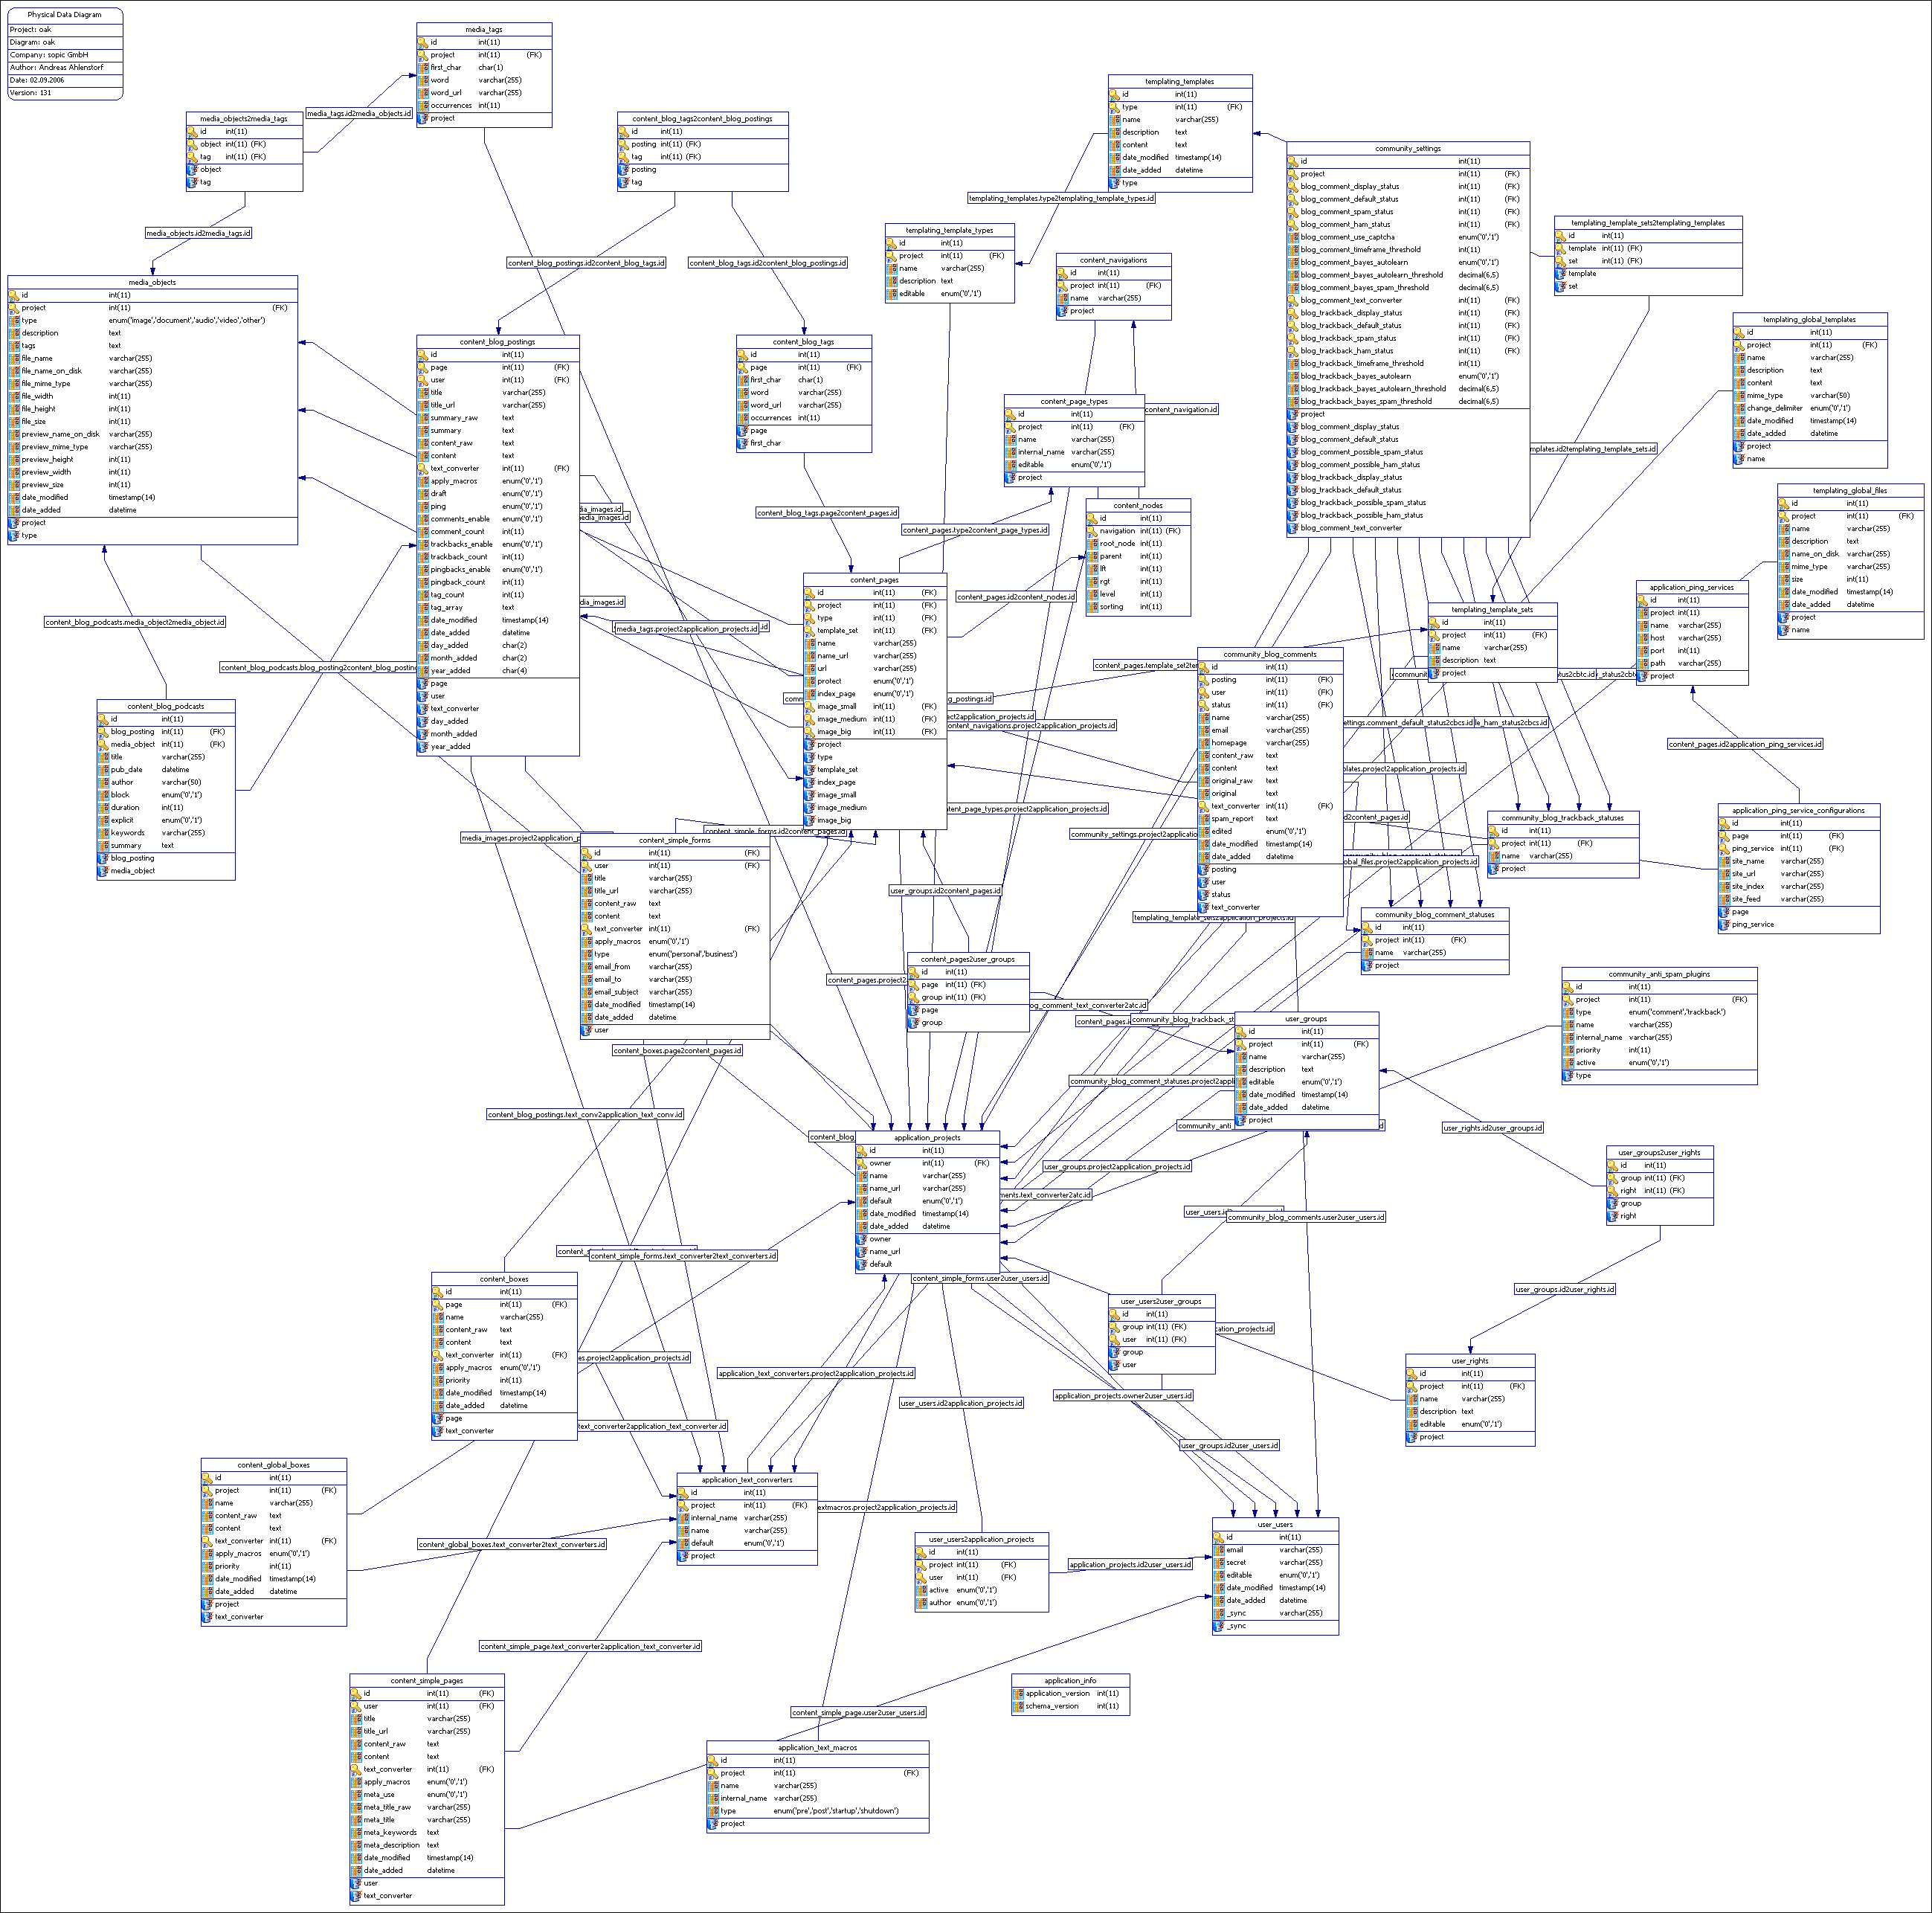 Physical Data Diagram
Project: oak
Diagram: oak
Company: sopic GmbH
Author: Andreas Ahlenstorf
Date: 02.09.2006
Version: 131
media_tags
id int(11)
project int(11) (FK)
first_char char(1)
word varchar(255)
word_url varchar(255)
occurrences int(11)
project
media_tags.id2media_objects.id
media_objects2media_tags
id int(11)
object int(11) (FK)
tag int(11) (FK)
object
tag
media_objects.id2media_tags.id
content_blog_tags2content_blog_postings
id int(11)
posting int(11) (FK)
tag int(11) (FK)
posting
tag
content_blog_postings.id2content_blog_tags.id
content_blog_tags.id2content_blog_postings.id
templating_templates
id int(11)
type int(11) (FK)
name varchar(255)
description text
content text
date_modified timestamp(14)
date_added datetime
type
templating_templates.type2templating_template_types.id
templating_template_types
id int(11)
project int(11) (FK)
name varchar(255)
description text
editable enum('0','1')
content_navigations
id int(11)
project int(11) (FK)
name varchar(255)
project
community_settings
id int(11)
project int(11) (FK)
blog_comment_display_status int(11) (FK)
blog_comment_default_status int(11) (FK)
blog_comment_spam_status int(11) (FK)
blog_comment_ham_status int(11) (FK)
blog_comment_use_captcha enum('0','1')
blog_comment_timeframe_threshold int(11)
blog_comment_bayes_autolearn enum('0','1')
blog_comment_bayes_autolearn_threshold decimal(6,5)
blog_comment_bayes_spam_threshold decimal(6,5)
blog_comment_text_converter int(11) (FK)
blog_trackback_display_status int(11) (FK)
blog_trackback_default_status int(11) (FK)
blog_trackback_spam_status int(11) (FK)
blog_trackback_ham_status int(11) (FK)
blog_trackback_timeframe_threshold int(11)
blog_trackback_bayes_autolearn enum('0','1')
blog_trackback_bayes_autolearn_threshold decimal(6,5)
blog_trackback_bayes_spam_threshold decimal(6,5)
project
blog_comment_display_status
blog_comment_default_status
blog_comment_possible_spam_status
blog_comment_possible_ham_status
blog_trackback_display_status
blog_trackback_default_status
blog_trackback_possible_spam_status
blog_trackback_possible_ham_status
blog_comment_text_converter
templating_template_sets2templating_templates
id int(11)
template int(11) (FK)
set int(11) (FK)
template
set
templating_global_templates
id int(11)
project int(11) (FK)
name varchar(255)
description text
content text
mime_type varchar(50)
change_delimiter enum('0','1')
date_modified timestamp(14)
date_added datetime
project
name
templating_global_files
id int(11)
project int(11) (FK)
name varchar(255)
description text
name_on_disk varchar(255)
mime_type varchar(255)
size int(11)
date_modified timestamp(14)
date_added datetime
project
name
media_objects
id int(11)
project int(11) (FK)
type enum('image','document','audio','video','other')
description text
tags text
file_name varchar(255)
file_name_on_disk varchar(255)
file_mime_type varchar(255)
file_width int(11)
file_height int(11)
file_size int(11)
preview_name_on_disk varchar(255)
preview_mime_type varchar(255)
preview_height int(11)
preview_width int(11)
preview_size int(11)
date_modified timestamp(14)
date_added datetime
project
type
content_blog_postings
id int(11)
page int(11) (FK)
user int(11) (FK)
title varchar(255)
title_url varchar(255)
summary_raw text
summary text
content_raw text
content text
text_converter int(11) (FK)
apply_macros enum('0','1')
draft enum('0','1')
ping enum('0','1')
comments_enable enum('0','1')
comment_count int(11)
trackbacks_enable enum('0','1')
trackback_count int(11)
pingbacks_enable enum('0','1')
pingback_count int(11)
tag_count int(11)
tag_array text
date_modified timestamp(14)
date_added datetime
day_added char(2)
month_added char(2)
year_added char(4)
page
user
text_converter
day_added
month_added
year_added
content_blog_tags
id int(11)
page int(11) (FK)
first_char char(1)
word varchar(255)
word_url varchar(255)
occurrences int(11)
page
first_char
content_blog_tags.page2content_pages.id
content_page_types
id int(11)
project int(11) (FK)
name varchar(255)
internal_name varchar(255)
editable enum('0','1')
project
content_navigation.id
content_pages.type2content_page_types.id
content_nodes
id int(11)
navigation int(11) (FK)
root_node int(11)
parent int(11)
lft int(11)
rgt int(11)
level int(11)
sorting int(11)
content_pages.id2content_nodes.id
content_pages
id int(11) (FK)
project int(11) (FK)
type int(11) (FK)
template_set int(11) (FK)
name varchar(255)
name_url varchar(255)
url varchar(255)
protect enum('0','1')
index_page enum('0','1')
image_small int(11) (FK)
image_medium int(11) (FK)
image_big int(11) (FK)
project
type
template_set
index_page
image_small
image_medium
image_big
mplates.id2templating_template_sets.id
dia_images.id
media_images.id
dia_images.id
media_tags.project2application_projects.id
content_blog_podcasts.media_object2media_object.id
content_blog_podcasts.blog_posting2content_blog_posting
content_blog_podcasts
id int(11)
blog_posting int(11) (FK)
media_object int(11) (FK)
title varchar(255)
pub_date datetime
author varchar(50)
block enum('0','1')
duration int(11)
explicit enum('0','1')
keywords varchar(255)
summary text
blog_posting
media_object
application_ping_services
id int(11)
project int(11) (FK)
name varchar(255)
host varchar(255)
port int(11)
path varchar(255)
project
templating_template_sets
id int(11)
project int(11) (FK)
name varchar(255)
description text
project
community_blog_comments
id int(11)
posting int(11) (FK)
user int(11) (FK)
status int(11) (FK)
name varchar(255)
email varchar(255)
homepage varchar(255)
content_raw text
content text
original_raw text
original text
text_converter int(11) (FK)
spam_report text
edited enum('0','1')
date_modified timestamp(14)
date_added datetime
posting
user
status
text_converter
content_pages.template_set2tem
g_postings.id
ject2application_projects.id
content_navigations.project2application_projects.id
ettings.comment_default_status2cbcs.id
e_ham_status2cbcs.id
lates.project2application_projects.id
content_pages.id2application_ping_services.id
application_ping_service_configurations
id int(11)
page int(11) (FK)
ping_service int(11) (FK)
site_name varchar(255)
site_url varchar(255)
site_index varchar(255)
site_feed varchar(255)
page
ping_service
community_blog_trackback_statuses
id int(11)
project int(11) (FK)
name varchar(255)
project
community_blog_comment_statuses
id int(11)
project int(11) (FK)
name varchar(255)
project
tent_page_types.project2application_projects.id
community_settings.project2application
id2content_pages.id
obal_files.project2application_projects.id
templating_template_sets2application_projects.id
media_images.project2application_p
content_simple_forms.id2content_pages.id
content_simple_forms
id int(11) (FK)
user int(11) (FK)
title varchar(255)
title_url varchar(255)
content_raw text
content text
text_converter int(11) (FK)
apply_macros enum('0','1')
type enum('personal','business')
email_from varchar(255)
email_to varchar(255)
email_subject varchar(255)
date_modified timestamp(14)
date_added datetime
user
user_groups.id2content_pages.id
content_pages2user_groups
id int(11)
page int(11) (FK)
group int(11) (FK)
page
group
content_pages.project2
og_comment_text_converter2atc.id
content_pages.i
community_blog_trackback_st
community_anti_spam_plugins
id int(11)
project int(11) (FK)
type enum('comment','trackback')
name varchar(255)
internal_name varchar(255)
priority int(11)
active enum('0','1')
type
user_groups
id int(11)
project int(11) (FK)
name varchar(255)
description text
editable enum('0','1')
date_modified timestamp(14)
date_added datetime
project
content_boxes.page2content_pages.id
community_blog_comment_statuses.project2appl
community_anti
content_blog_postings.text_conv2application_text_conv.id
content_blog
application_projects
id int(11)
owner int(11) (FK)
name varchar(255)
name_url varchar(255)
default enum('0','1')
date_modified timestamp(14)
date_added datetime
owner
name_url
default
user_groups.project2application_projects.id
ments.text_converter2atc.id
user_rights.id2user_groups.id
user_groups2user_rights
id int(11)
group int(11) (FK)
right int(11) (FK)
group
right
community_blog_comments.user2user_users.id
content_simple_forms.text_converter2text_converters.id
content_simple_forms.user2user_users.id
user_groups.id2user_rights.id
content_boxes
id int(11)
page int(11) (FK)
name varchar(255)
content_raw text
content text
text_converter int(11) (FK)
apply_macros enum('0','1')
priority int(11)
date_modified timestamp(14)
date_added datetime
page
text_converter
user_users2user_groups
id int(11)
group int(11) (FK)
user int(11) (FK)
group
user
cation_projects.id
es.project2application_projects.id
application_text_converters.project2application_projects.id
user_users.id2application_projects.id
application_projects.owner2user_users.id
user_rights
id int(11)
project int(11) (FK)
name varchar(255)
description text
editable enum('0','1')
project
text_converter2application_text_converter.id
user_groups.id2user_users.id
content_global_boxes
id int(11)
project int(11) (FK)
name varchar(255)
content_raw text
content text
text_converter int(11) (FK)
apply_macros enum('0','1')
priority int(11)
date_modified timestamp(14)
date_added datetime
project
text_converter
application_text_converters
id int(11)
project int(11) (FK)
internal_name varchar(255)
name varchar(255)
default enum('0','1')
project
extmacros.project2application_projects.id
content_global_boxes.text_converter2text_converters.id
user_users2application_projects
id int(11)
project int(11) (FK)
user int(11) (FK)
active enum('0','1')
author enum('0','1')
application_projects.id2user_users.id
user_users
id int(11)
email varchar(255)
secret varchar(255)
editable enum('0','1')
date_modified timestamp(14)
date_added datetime
_sync varchar(255)
_sync
content_simple_page.text_converter2application_text_converter.id
content_simple_pages
id int(11) (FK)
user int(11) (FK)
title varchar(255)
title_url varchar(255)
content_raw text
content text
text_converter int(11) (FK)
apply_macros enum('0','1')
meta_use enum('0','1')
meta_title_raw varchar(255)
meta_title varchar(255)
meta_keywords text
meta_description text
date_modified timestamp(14)
date_added datetime
user
text_converter
application_info
application_version int(11)
schema_version int(11)
content_simple_page.user2user_users.id
application_text_macros
id int(11)
project int(11) (FK)
name varchar(255)
internal_name varchar(255)
type enum('pre','post','startup','shutdown')
project